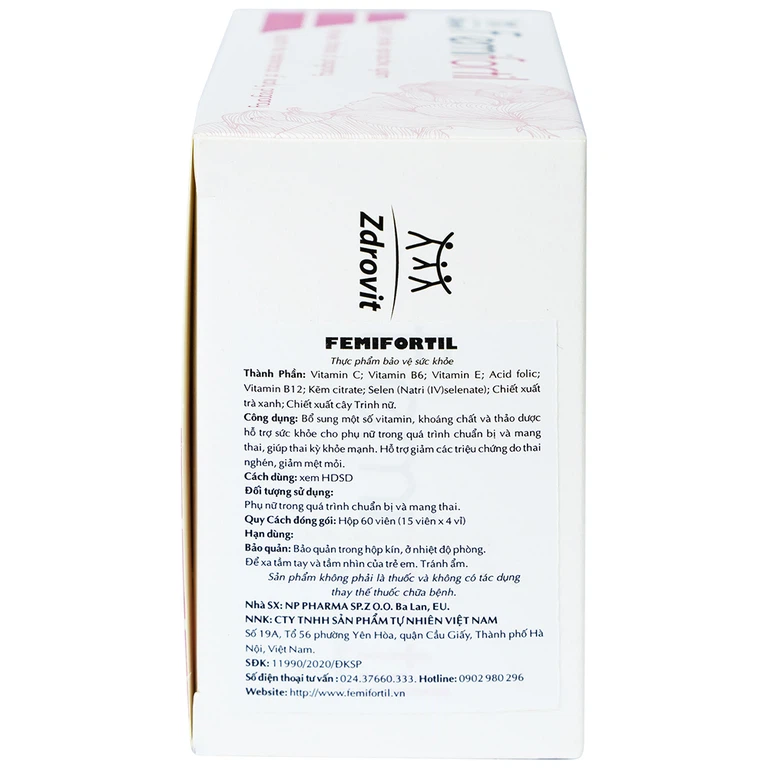 Femifortil
Zdrovit
FEMIFORTIL
Thực phẩm bảo vệ sức khỏe
Thành Phần: Vitamin C; Vitamin B6; Vitamin E; Acid folic;
Vitamin B12; Kẽm citrate; Selen (Natri (IV)selenate); Chiết xuất
trà xanh; Chiết xuất cây Trinh nữ.
Công dụng: Bổ sung một số vitamin, khoáng chất và thảo dược
hỗ trợ sức khỏe cho phụ nữ trong quá trình chuẩn bị và mang
thai, giúp thai kỳ khỏe mạnh. Hỗ trợ giảm các triệu chứng do thai
nghén, giảm mệt mỏi.
Cách dùng: xem HDSD
Đối tượng sử dụng:
Phụ nữ trong quá trình chuẩn bị và mang thai.
Quy Cách đóng gói: Hộp 60 viên (15 viên x 4 vỉ)
Hạn dùng:
Bảo quản: Bảo quản trong hộp kín, ở nhiệt độ phòng.
Để xa tầm tay và tầm nhìn của trẻ em. Tránh ẩm.
Sản phẩm không phải là thuốc và không có tác dụng
thay thế thuốc chữa bệnh.
Nhà SX: NP PHARMA SP.Z O.O. Ba Lan, EU.
NNK: CTY TNHH SẢN PHẨM TỰ NHIÊN VIỆT NAM
Số 19A, Tổ 56 phường Yên Hòa, quận Cầu Giấy, Thành phố Hà
Nội, Việt Nam.
SĐK: 11990/2020/ĐKSP
Số điện thoại tư vấn : 024.37660.333. Hotline: 0902 980 296
Website: http://www.femifortil.vn